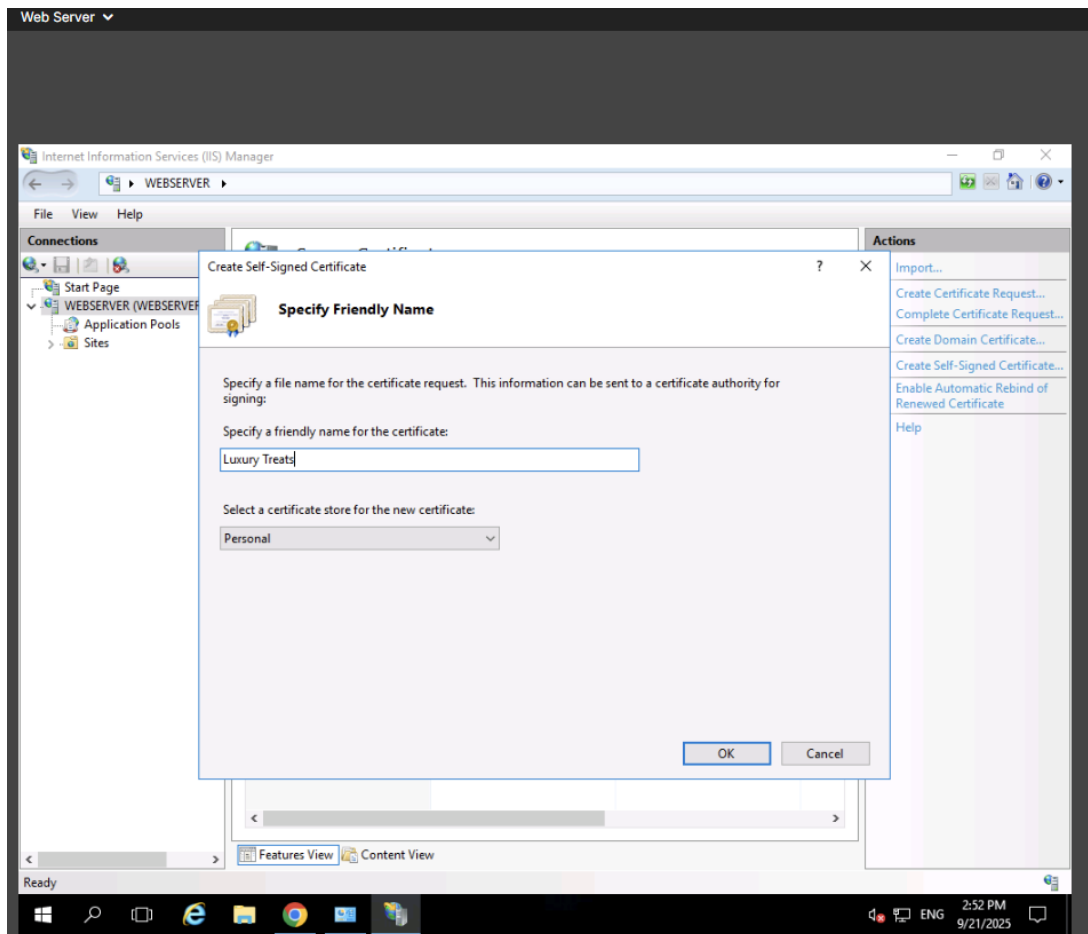 Web Server
Internet Information Services (IIS) Manager
WEBSERVER
File View Help
Connections
Start Page
WEBSERVER (WEBSERVER
Application Pools
Sites
Create Self-Signed Certificate
?
Specify Friendly Name
Specify a file name for the certificate request. This information can be sent to a certificate authority for
signing:
Specify a friendly name for the certificate:
Luxury Treats
Select a certificate store for the new certificate:
Personal
OK Cancel
Actions
Import...
Create Certificate Request...
Complete Certificate Request...
Create Domain Certificate...
Create Self-Signed Certificate...
Enable Automatic Rebind of
Renewed Certificate
Help
Features View Content View
Ready
ENG
2:52 PM
9/21/2025